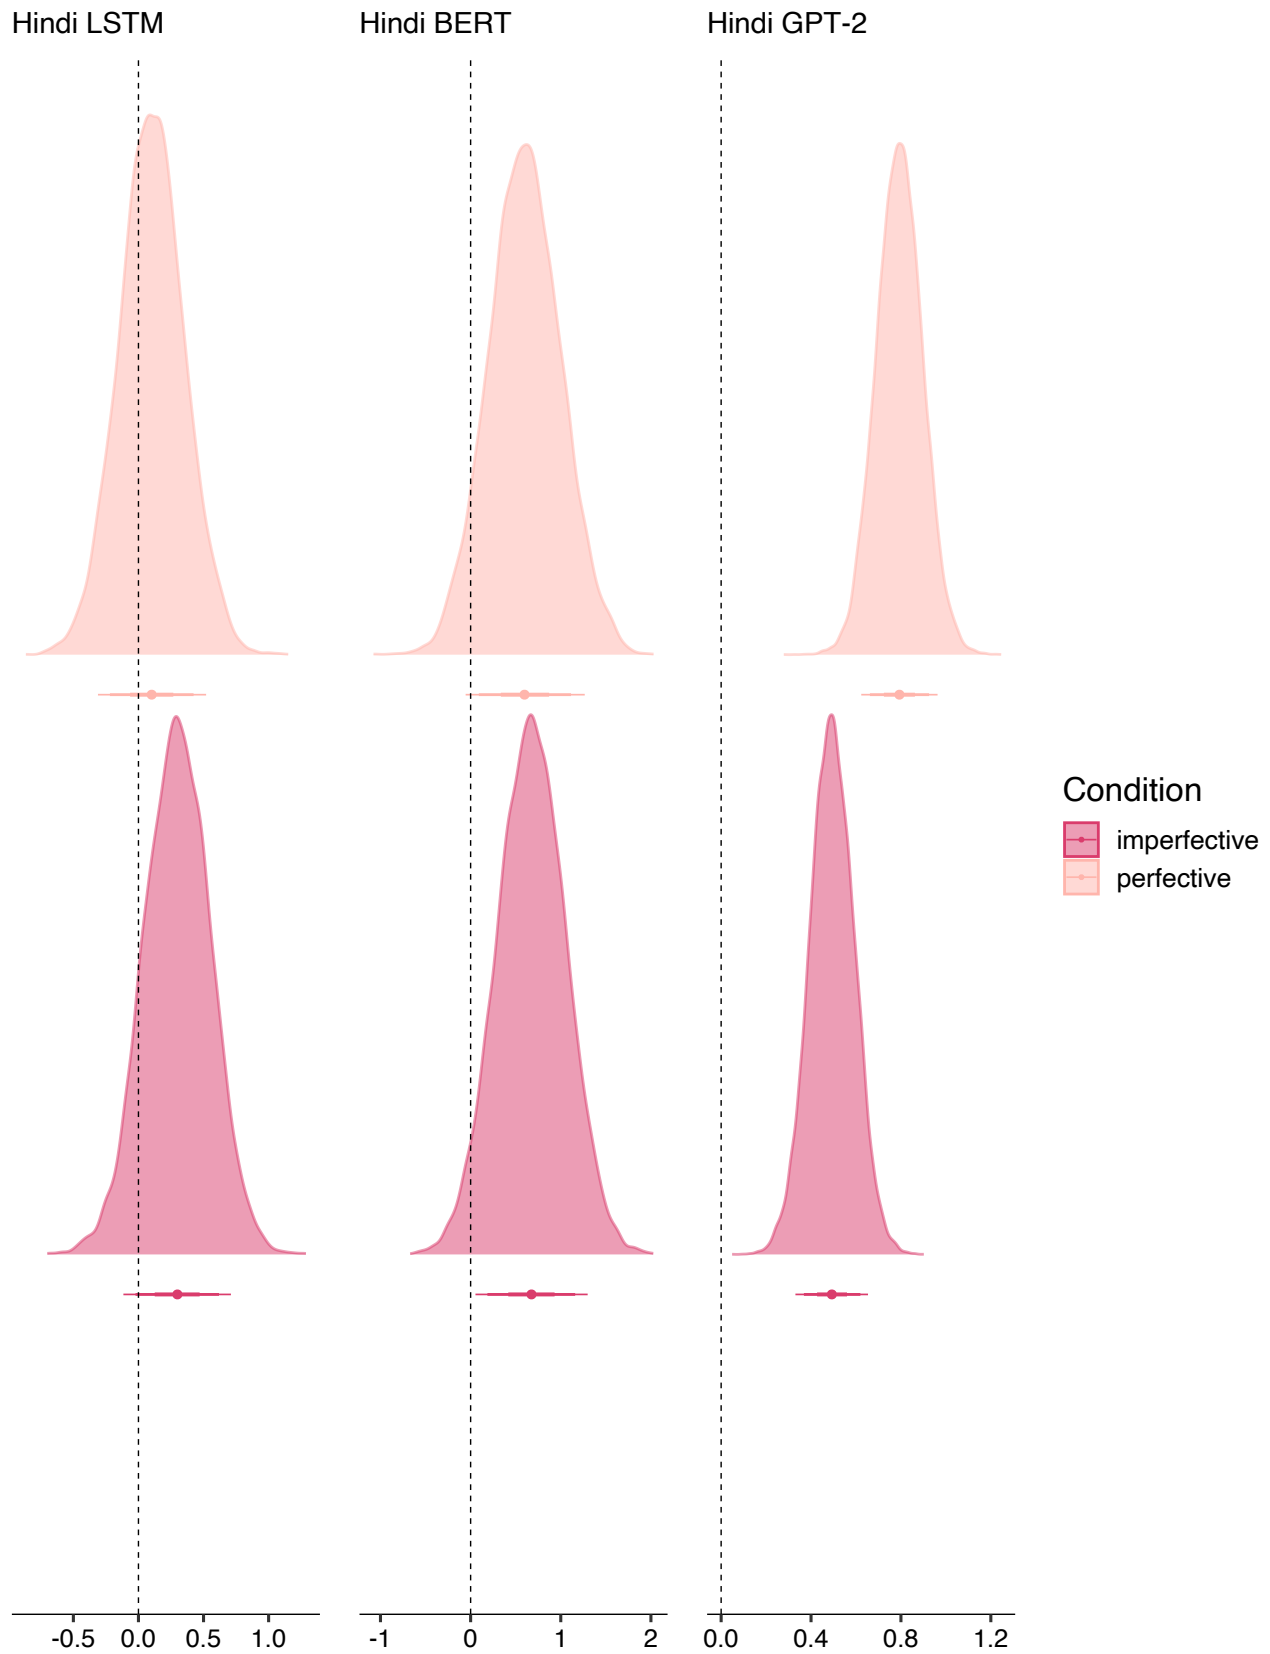 Hindi LSTM
Hindi BERT
Hindi GPT-2
Condition
imperfective
perfective
-0.5 0.0 0.5 1.0
-1 0 1 2
0.0 0.4 0.8 1.2